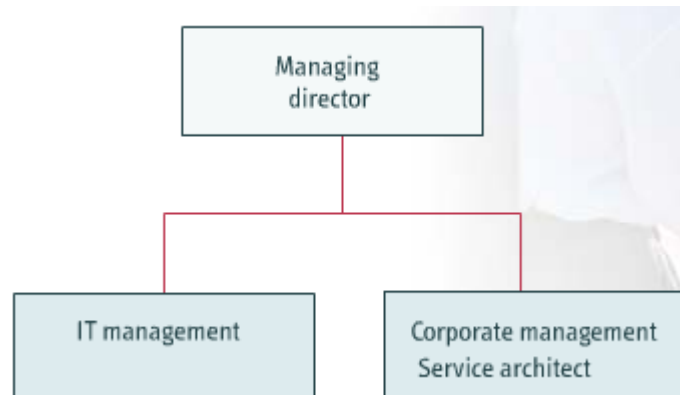 Managing
director
IT management
Corporate management
Service architect